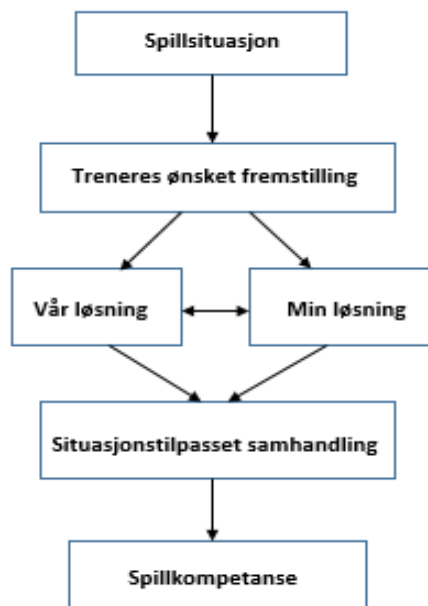 Spillsituasjon
Treneres ønsket fremstilling
Vår løsning
Min løsning
Situasjonstilpasset samhandling
Spillkompetanse